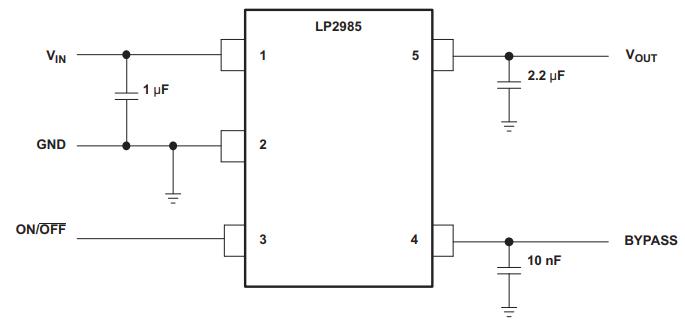 LP2985
VIN
1
5
VOUT
1 µF
2.2 µF
GND
2
ON/OFF
3
4
BYPASS
10 nF